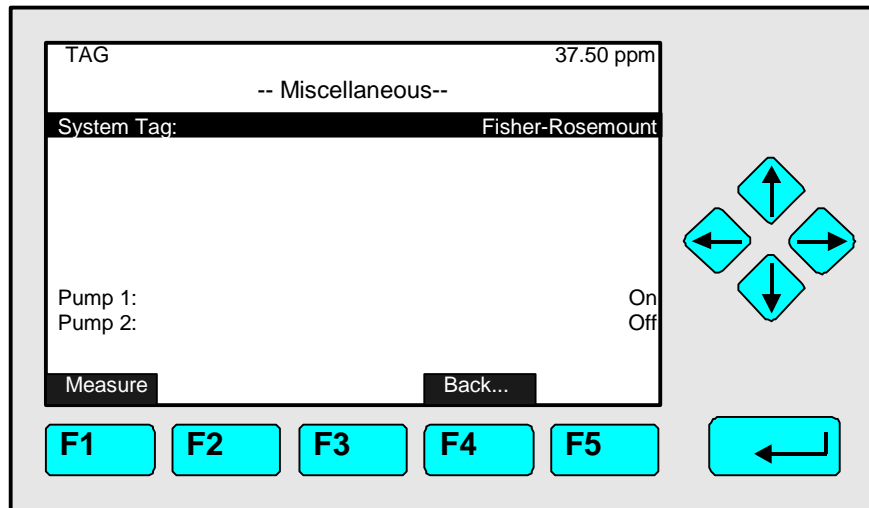 TAG 37.50 ppm
-- Miscellaneous--
System Tag: Fisher-Rosemount
Pump 1: On
Pump 2: Off
Measure Back...
F1 F2 F3 F4 F5